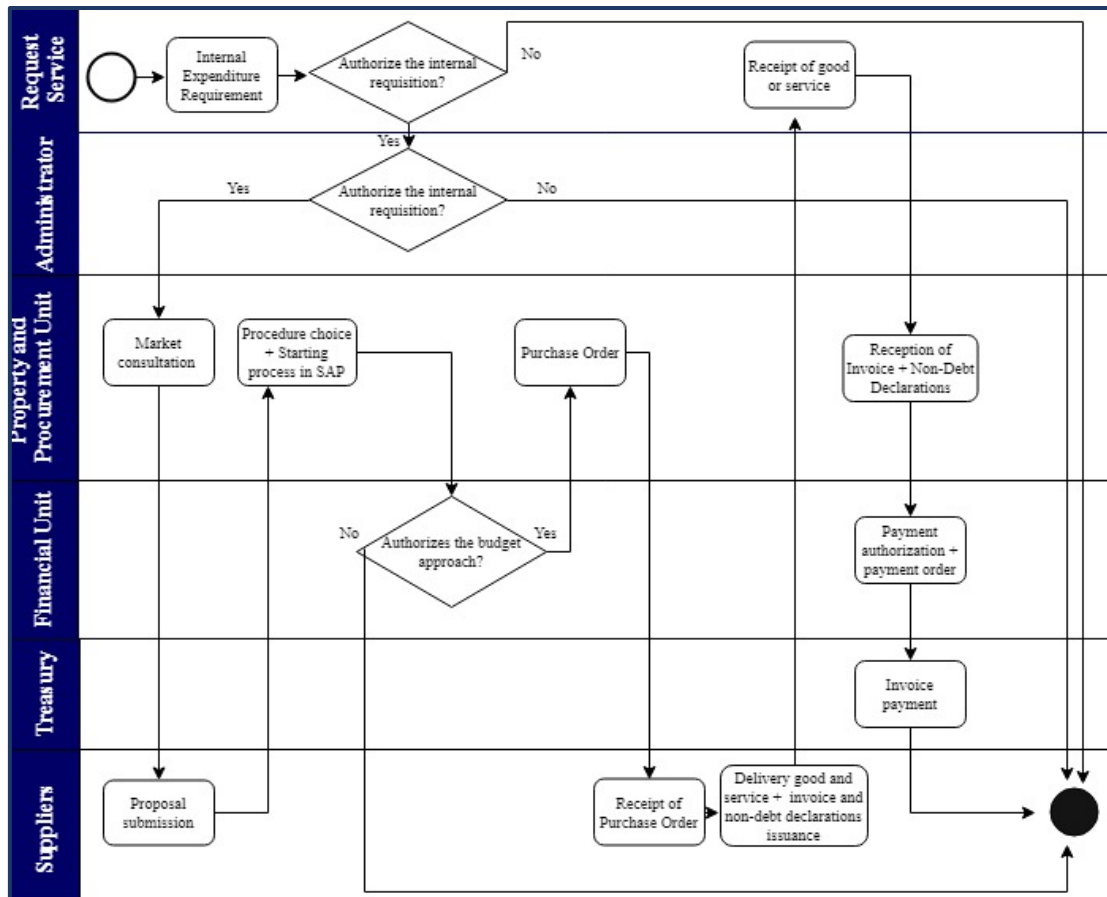 Request
Service
Internal
Expenditure
Requirement
Authorize the internal
requisition?
No
Receipt of good
or service
Yes
Administrator
Yes
Authorize the internal
requisition?
No
Property and
Procurement Unit
Market
consultation
Procedure choice
+ Starting
process in SAP
Purchase Order
Reception of
Invoice + Non-Debt
Declarations
Financial Unit
No
Authorizes the budget
approach?
Yes
Payment
authorization +
payment order
Treasury
Invoice
payment
Suppliers
Proposal
submission
Receipt of
Purchase Order
Delivery good and
service + invoice and
non-debt declarations
issuance